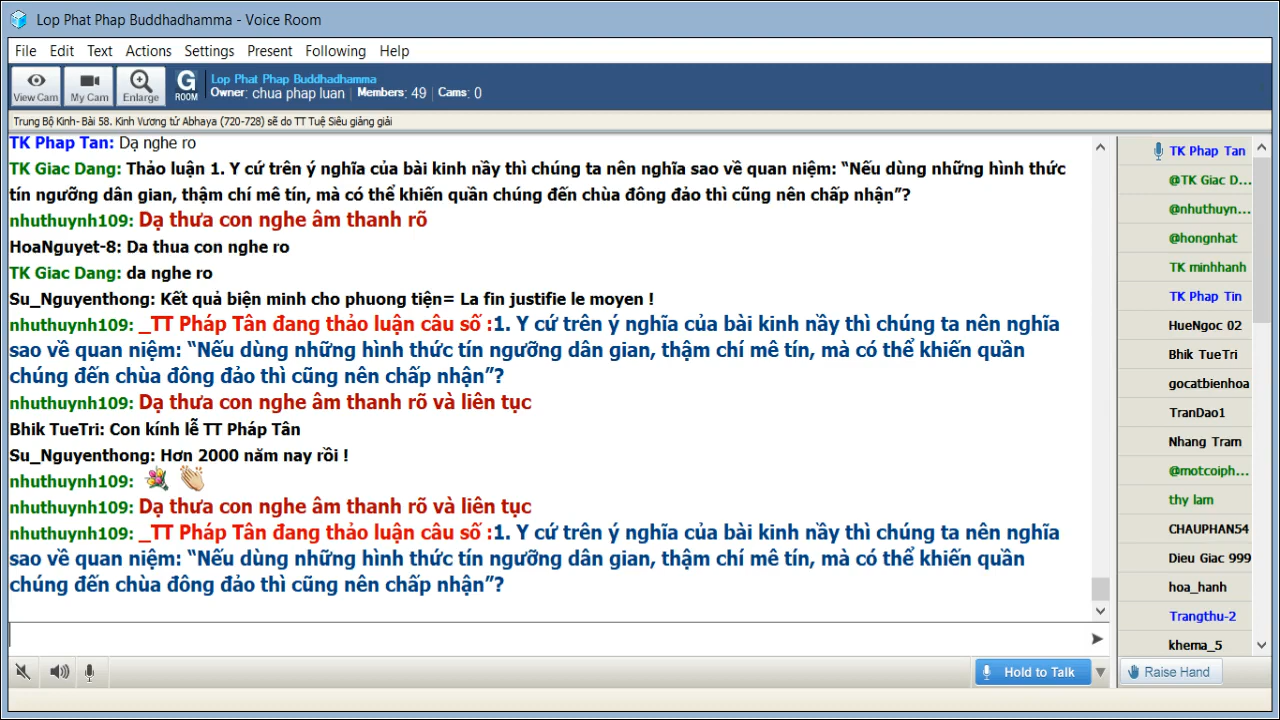 Lop Phat Phap Buddhadhamma - Voice Room
File Edit Text Actions Settings Present Following Help
View Cam My Cam Enlarge G ROOM
Lop Phat Phap Buddhadhamma
Owner: chua phap luan Members: 49 Cams: 0
Trung Bộ Kinh- Bài 58. Kinh Vương tử Abhaya (720-728) sẽ do TT Tuệ Siêu giảng giải
TK Phap Tan: Dạ nghe ro
TK Giac Dang: Thảo luận 1. Y cứ trên ý nghĩa của bài kinh nầy thì chúng ta nên nghĩa sao về quan niệm: “Nếu dùng những hình thức
tín ngưỡng dân gian, thậm chí mê tín, mà có thể khiến quần chúng đến chùa đông đảo thì cũng nên chấp nhận”?
nhuthuynh109: Dạ thưa con nghe âm thanh rõ
HoaNguyet-8: Da thua con nghe ro
TK Giac Dang: da nghe ro
Su_Nguyenthong: Kết quả biện minh cho phuong tiện= La fin justifie le moyen !
nhuthuynh109: _TT Pháp Tân đang thảo luận câu số :1. Y cứ trên ý nghĩa của bài kinh nầy thì chúng ta nên nghĩa
sao về quan niệm: “Nếu dùng những hình thức tín ngưỡng dân gian, thậm chí mê tín, mà có thể khiến quần
chúng đến chùa đông đảo thì cũng nên chấp nhận”?
nhuthuynh109: Dạ thưa con nghe âm thanh rõ và liên tục
Bhik TueTri: Con kính lễ TT Pháp Tân
Su_Nguyenthong: Hơn 2000 năm nay rồi !
nhuthuynh109:
nhuthuynh109: Dạ thưa con nghe âm thanh rõ và liên tục
nhuthuynh109: _TT Pháp Tân đang thảo luận câu số :1. Y cứ trên ý nghĩa của bài kinh nầy thì chúng ta nên nghĩa
sao về quan niệm: “Nếu dùng những hình thức tín ngưỡng dân gian, thậm chí mê tín, mà có thể khiến quần
chúng đến chùa đông đảo thì cũng nên chấp nhận”?
TK Phap Tan
@TK Giac D...
@nhuthuyn...
@hongnhat
TK minhhanh
TK Phap Tin
HueNgoc 02
Bhik TueTri
gocatbienhoa
TranDao1
Nhang Tram
@motcoiph...
thy lam
CHAUPHAN54
Dieu Giac 999
hoa_hanh
Trangthu-2
khema_5
Hold to Talk
Raise Hand